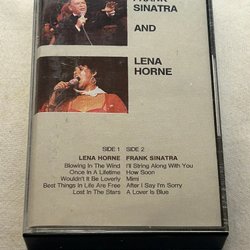 FRANK
SINATRA
AND
LENA
HORNE
SIDE 1
LENA HORNE
Blowing In The Wind
Once In A Lifetime
Wouldn't It Be Loverly
Best Things In Life Are Free
Lost In The Stars
SIDE 2
FRANK SINATRA
I'll String Along With You
How Soon
Mimi
After I Say I'm Sorry
A Lover Is Blue